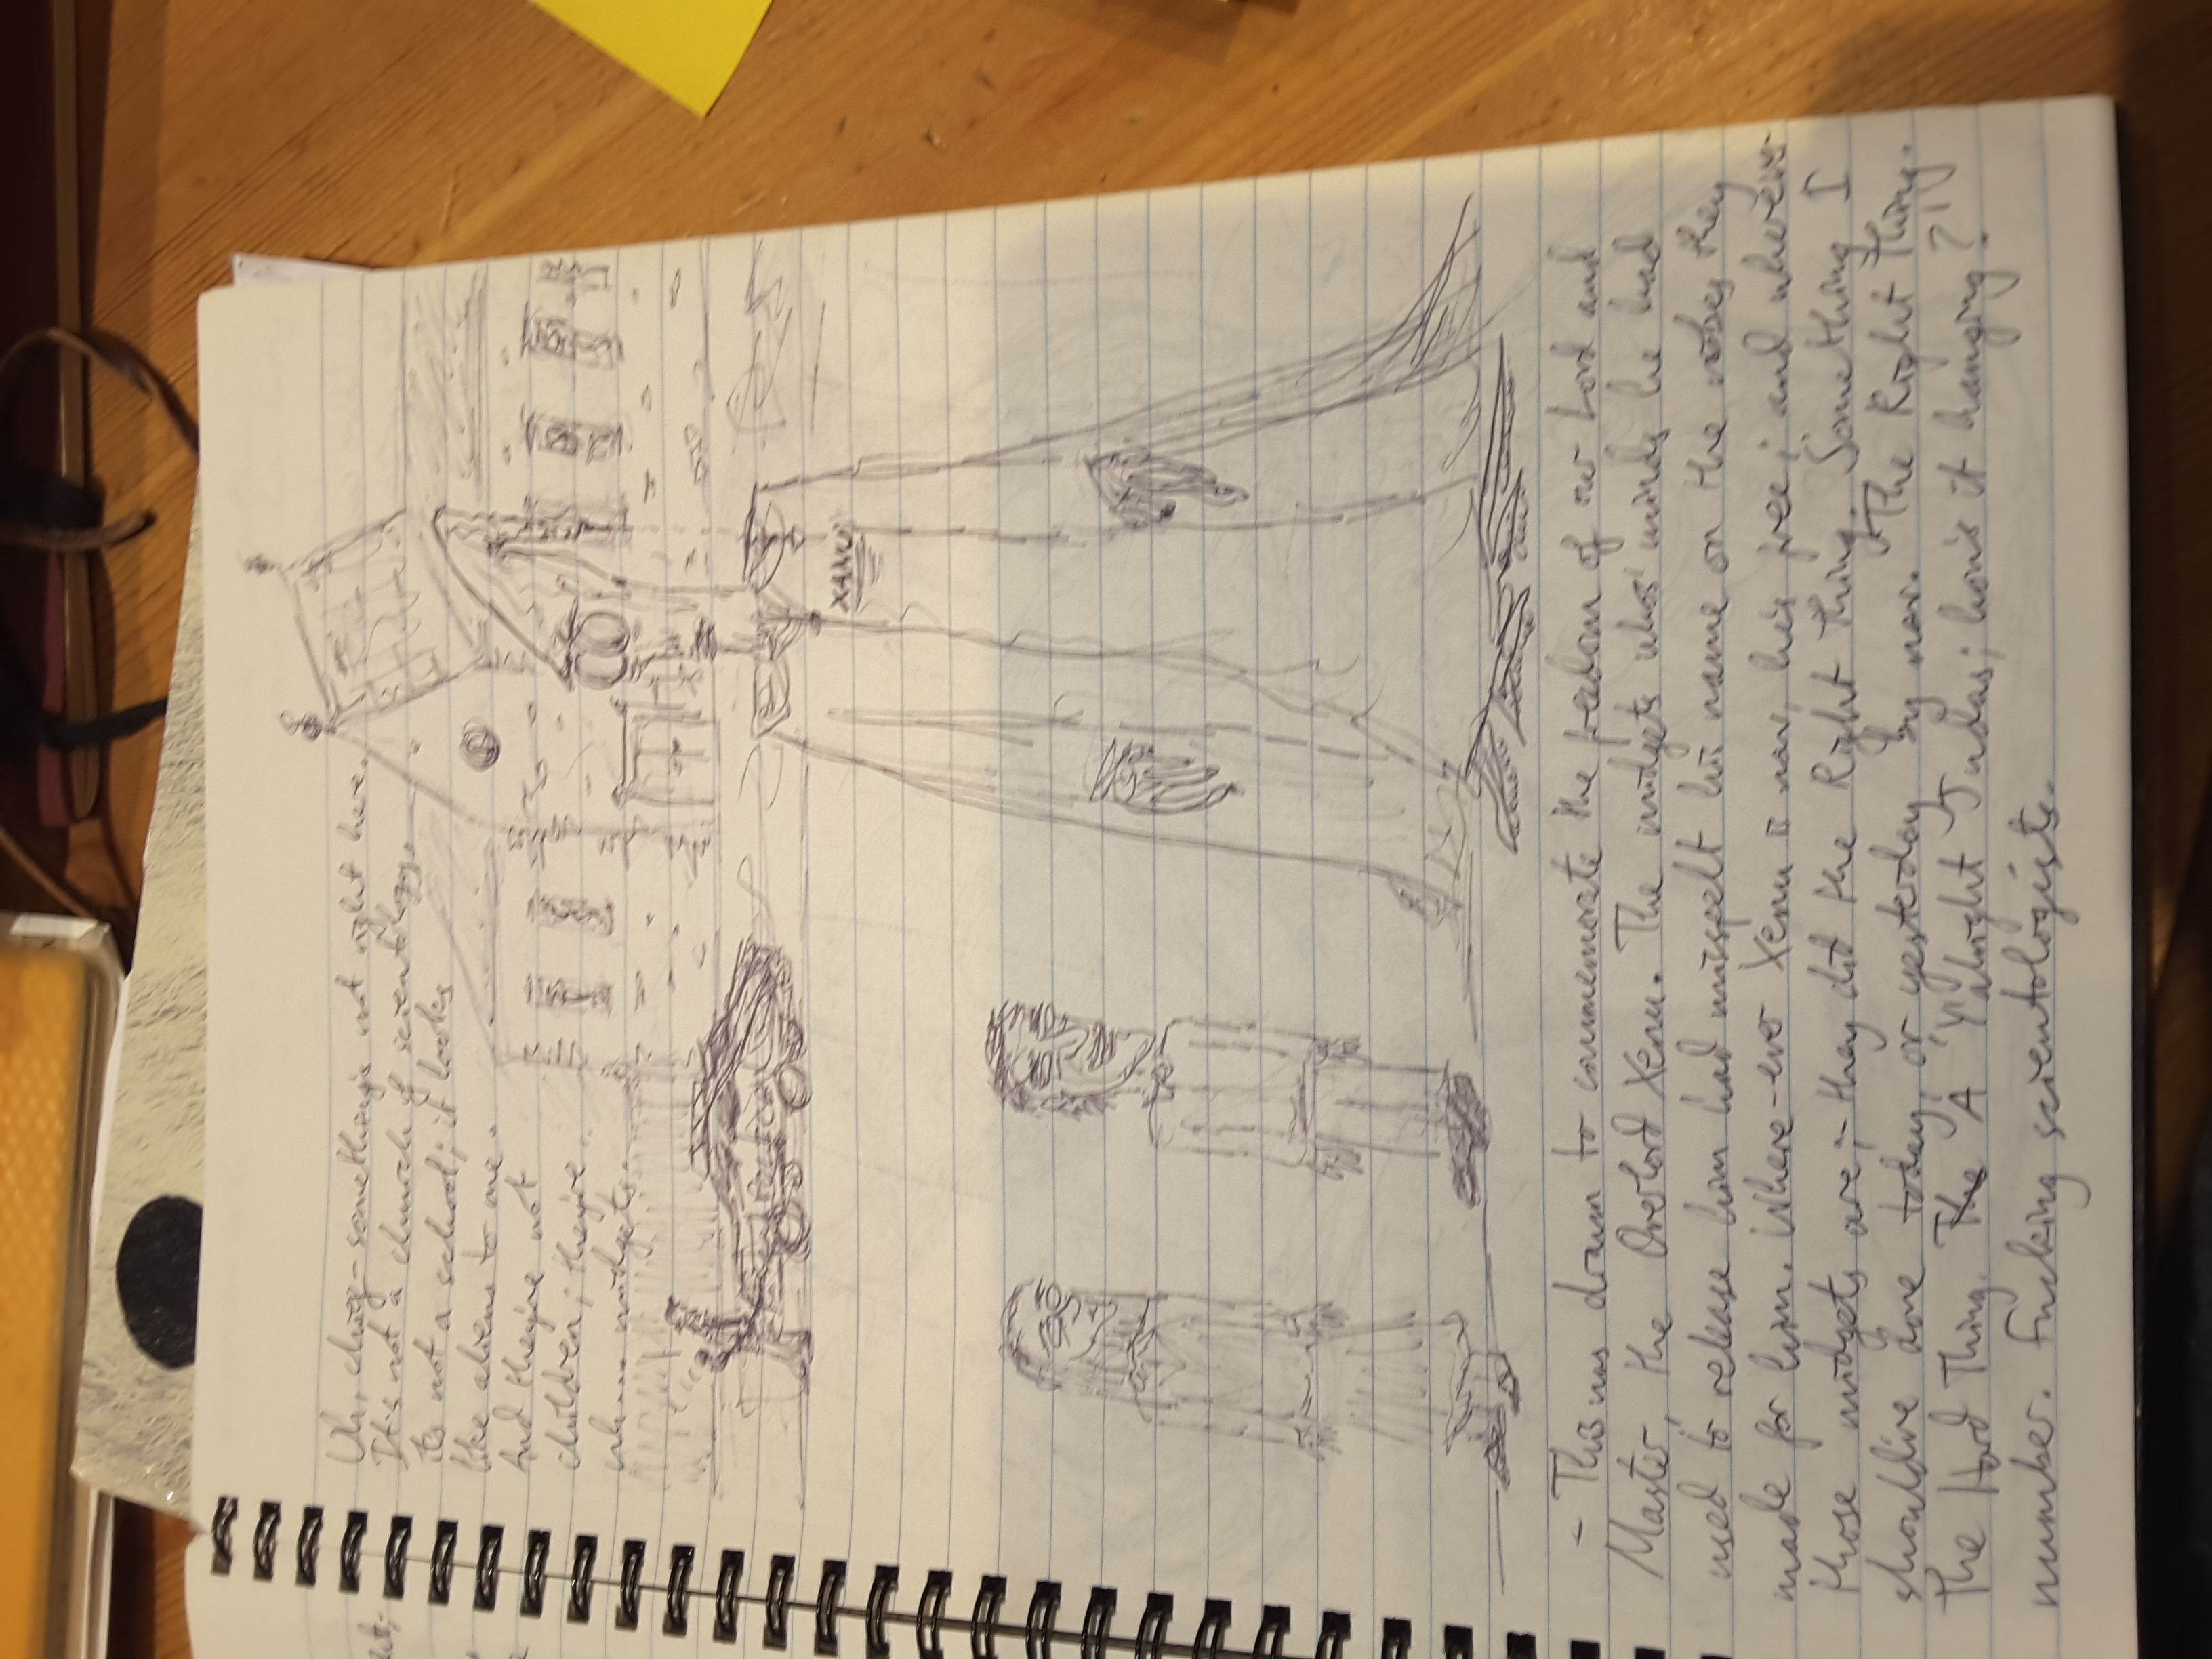 Uh, chief - something's not right here.
It's not a church of scientology,
its not a school; it looks
like aliens to me.
And they're not
children; they're
uh.... midgets.
XANU
- This was drawn to commemorate the freedom of our Lord and
Master, the Overlord Xenu. The midgets whos' minds he had
used to release him had misspelt his name on the robes they
made for him. Where-ever Xenu is now, he's free; and wherever
those midgets are;- they did the Right Thing. Something I
should've done today, or yesterday by now. The Right Thing.
The Hard Thing. The A 'Y'alright Judas; how's it hanging?'
number. Fucking scientologists.